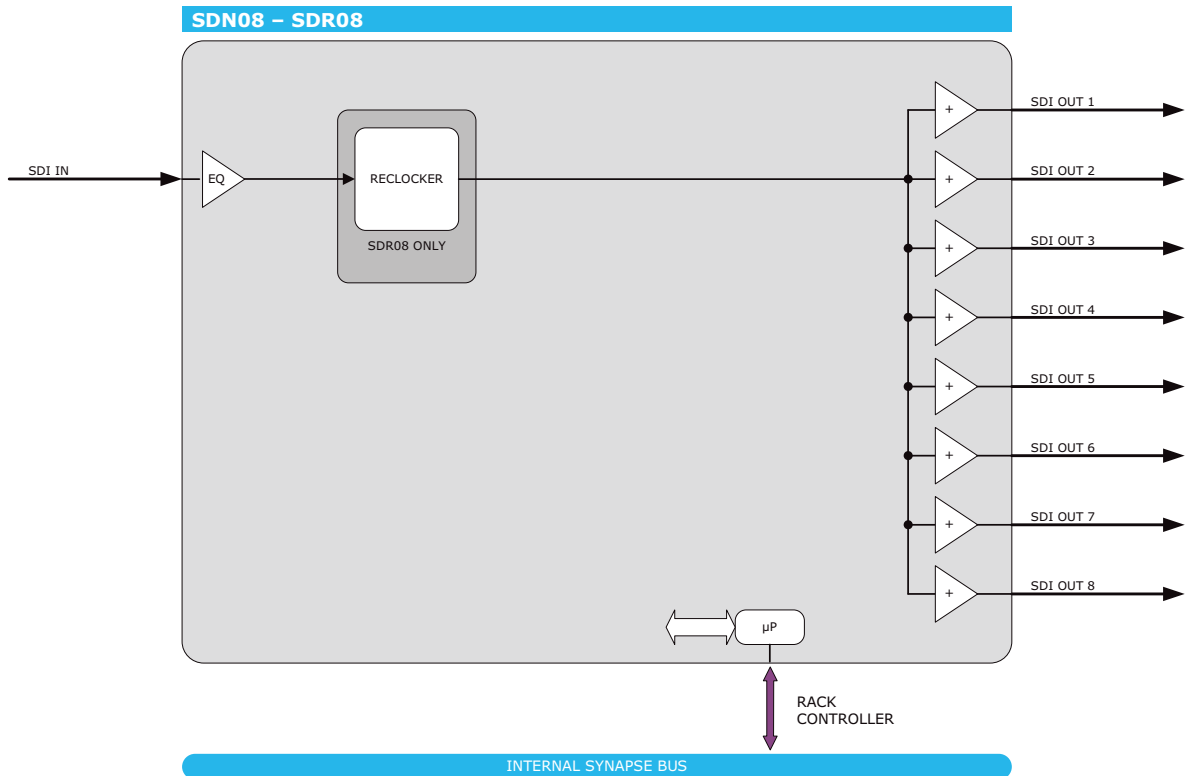 SDN08 – SDR08
SDI IN
EQ
RECLOCKER
SDR08 ONLY
+
SDI OUT 1
+
SDI OUT 2
+
SDI OUT 3
+
SDI OUT 4
+
SDI OUT 5
+
SDI OUT 6
+
SDI OUT 7
+
SDI OUT 8
µP
RACK
CONTROLLER
INTERNAL SYNAPSE BUS